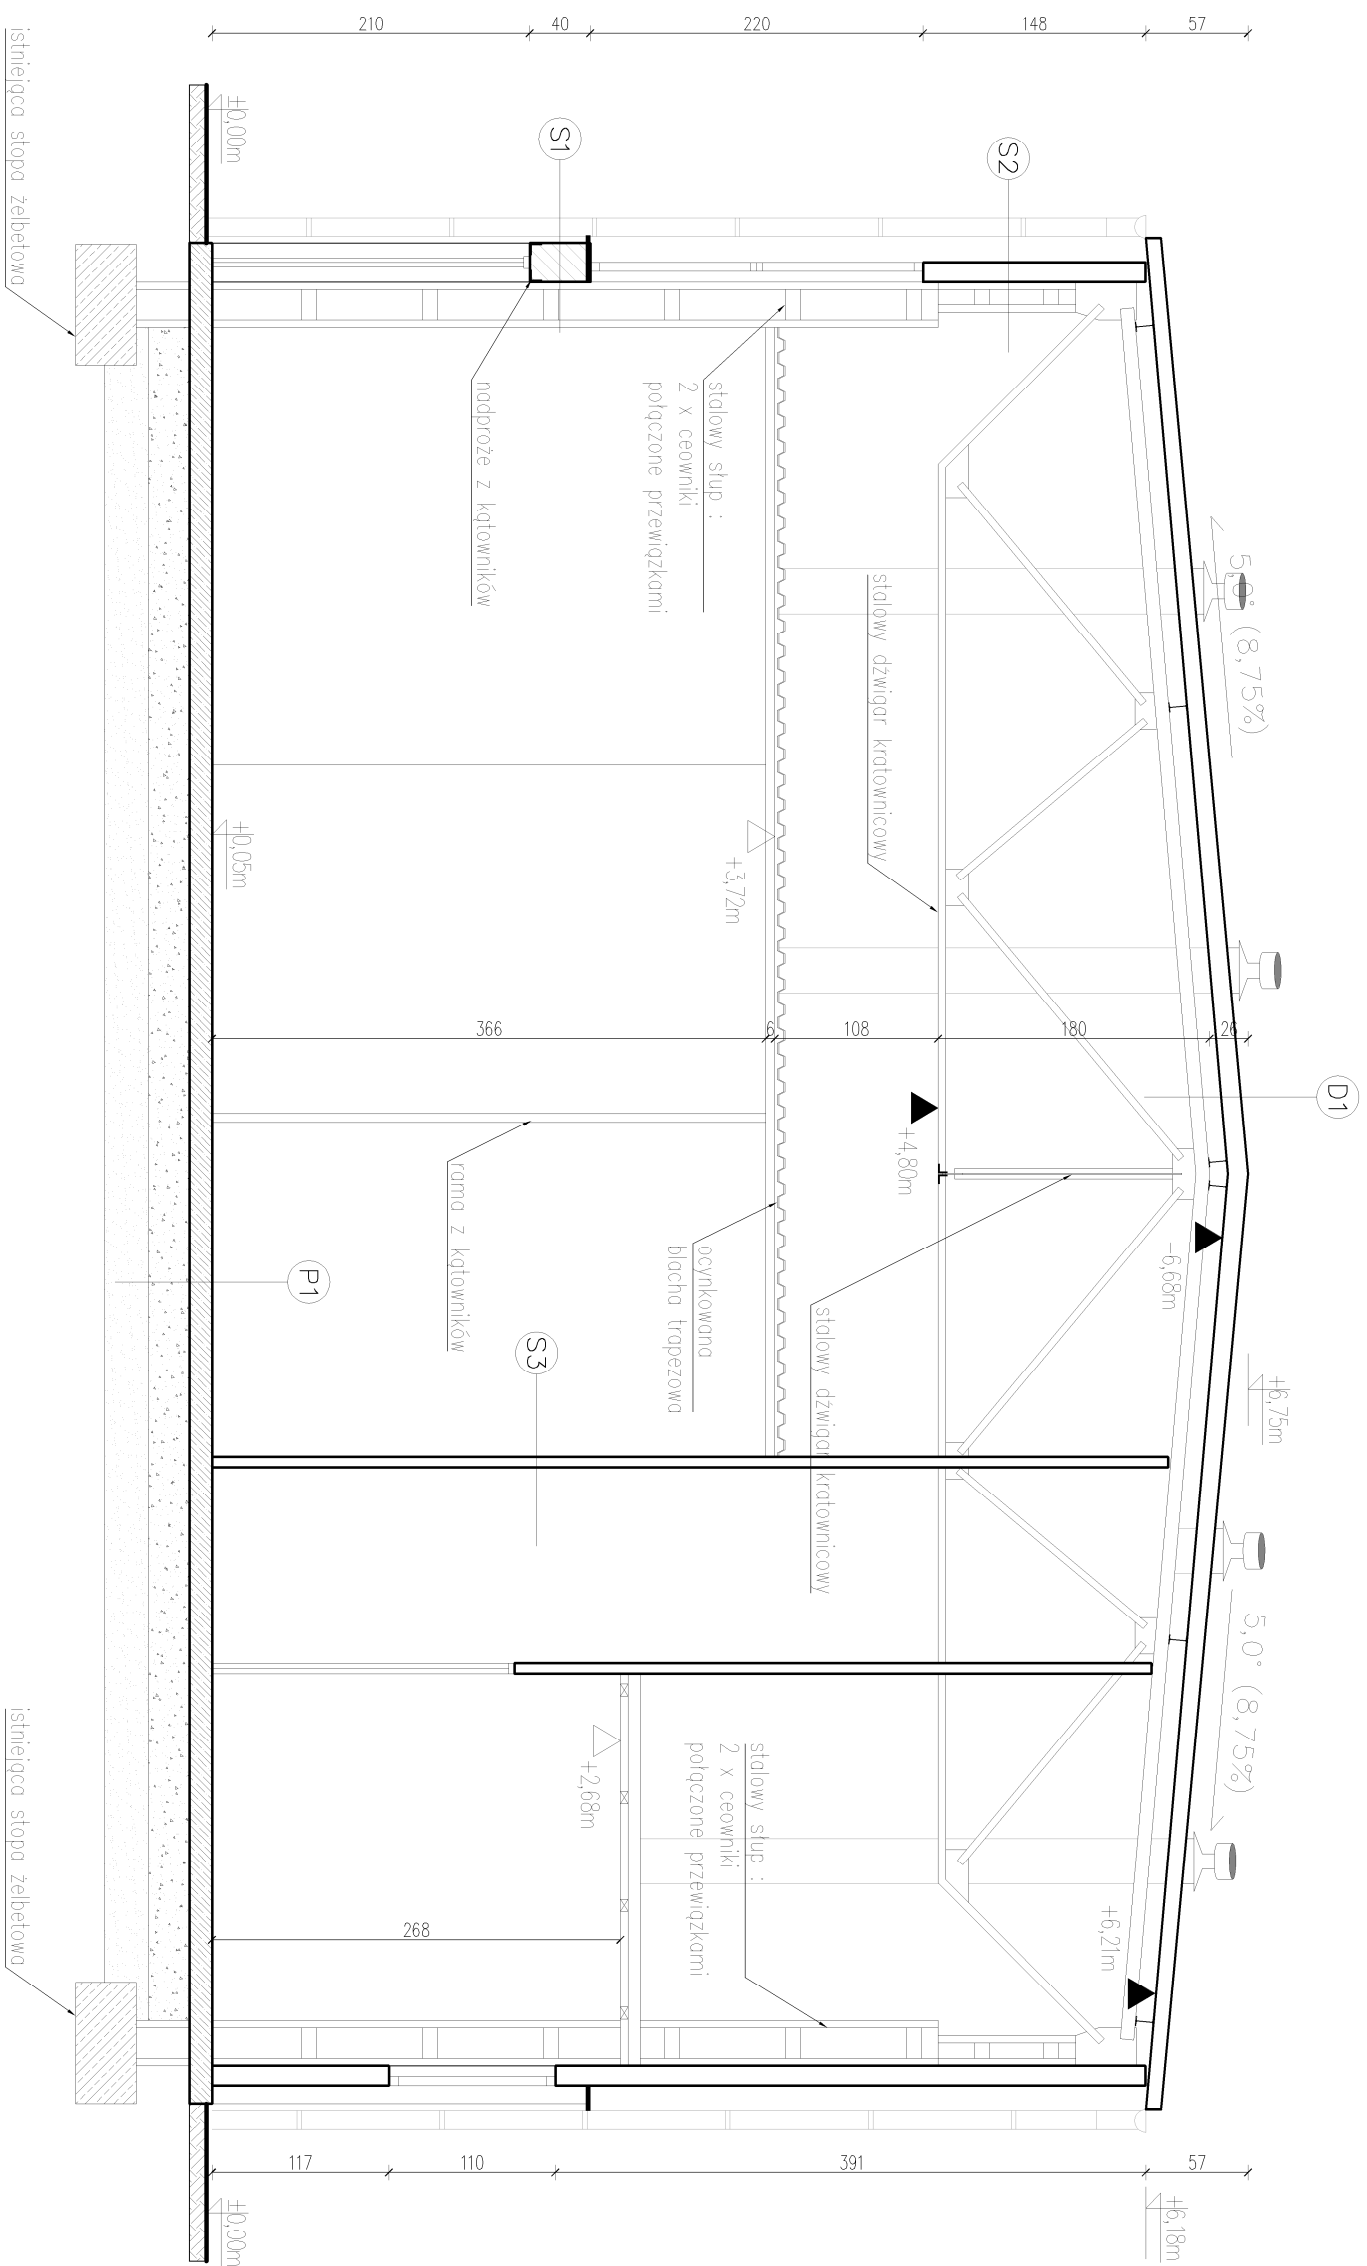 210
40
220
148
57
istniejąca stopa żelbetowa
±0,00m
S1
S2
nadproże z kątowników
stalowy słup :
2 x ceowniki
połączone przewiązkami
stalowy dźwigar kratownicowy
5,0° (8,75%)
+0,05m
+3,72m
366
6
108
180
26
D1
+4,80m
rama z kątowników
ocynkowana
blacha trapezowa
stalowy dźwigar kratownicowy
-6,68m
+6,75m
P1
S3
5,0° (8,75%)
+2,68m
stalowy słup :
2 x ceowniki
połączone przewiązkami
268
+6,21m
istniejąca stopa żelbetowa
117
110
391
57
±0,00m
+6,18m